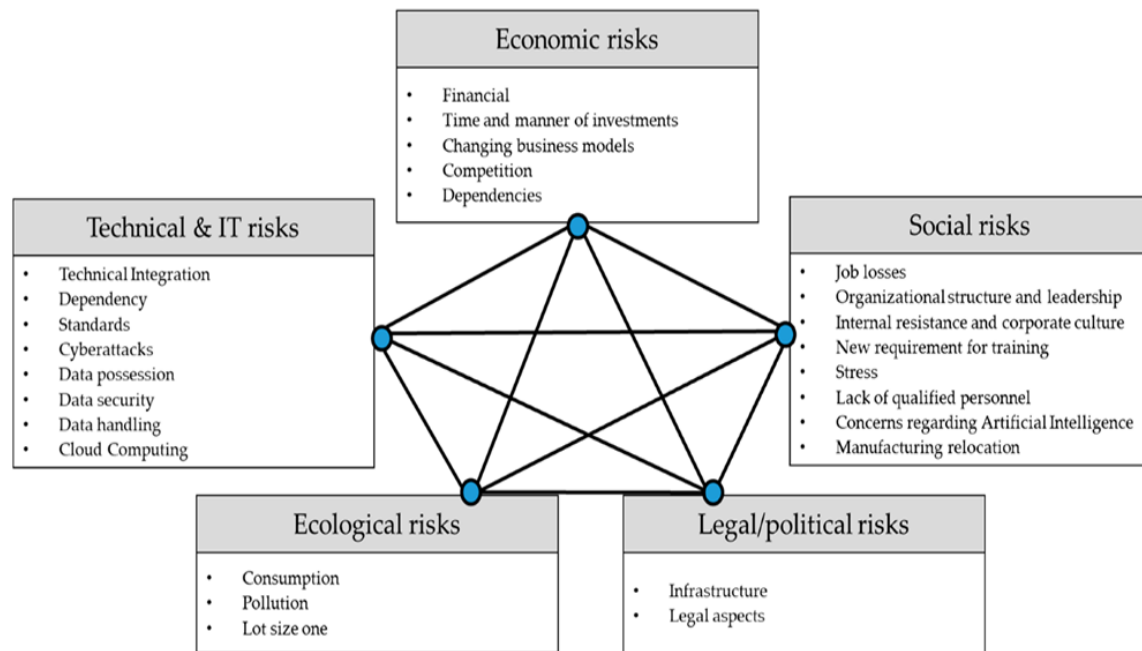 Economic risks
• Financial
• Time and manner of investments
• Changing business models
• Competition
• Dependencies
Technical & IT risks
• Technical Integration
• Dependency
• Standards
• Cyberattacks
• Data possession
• Data security
• Data handling
• Cloud Computing
Social risks
• Job losses
• Organizational structure and leadership
• Internal resistance and corporate culture
• New requirement for training
• Stress
• Lack of qualified personnel
• Concerns regarding Artificial Intelligence
• Manufacturing relocation
Ecological risks
• Consumption
• Pollution
• Lot size one
Legal/political risks
• Infrastructure
• Legal aspects